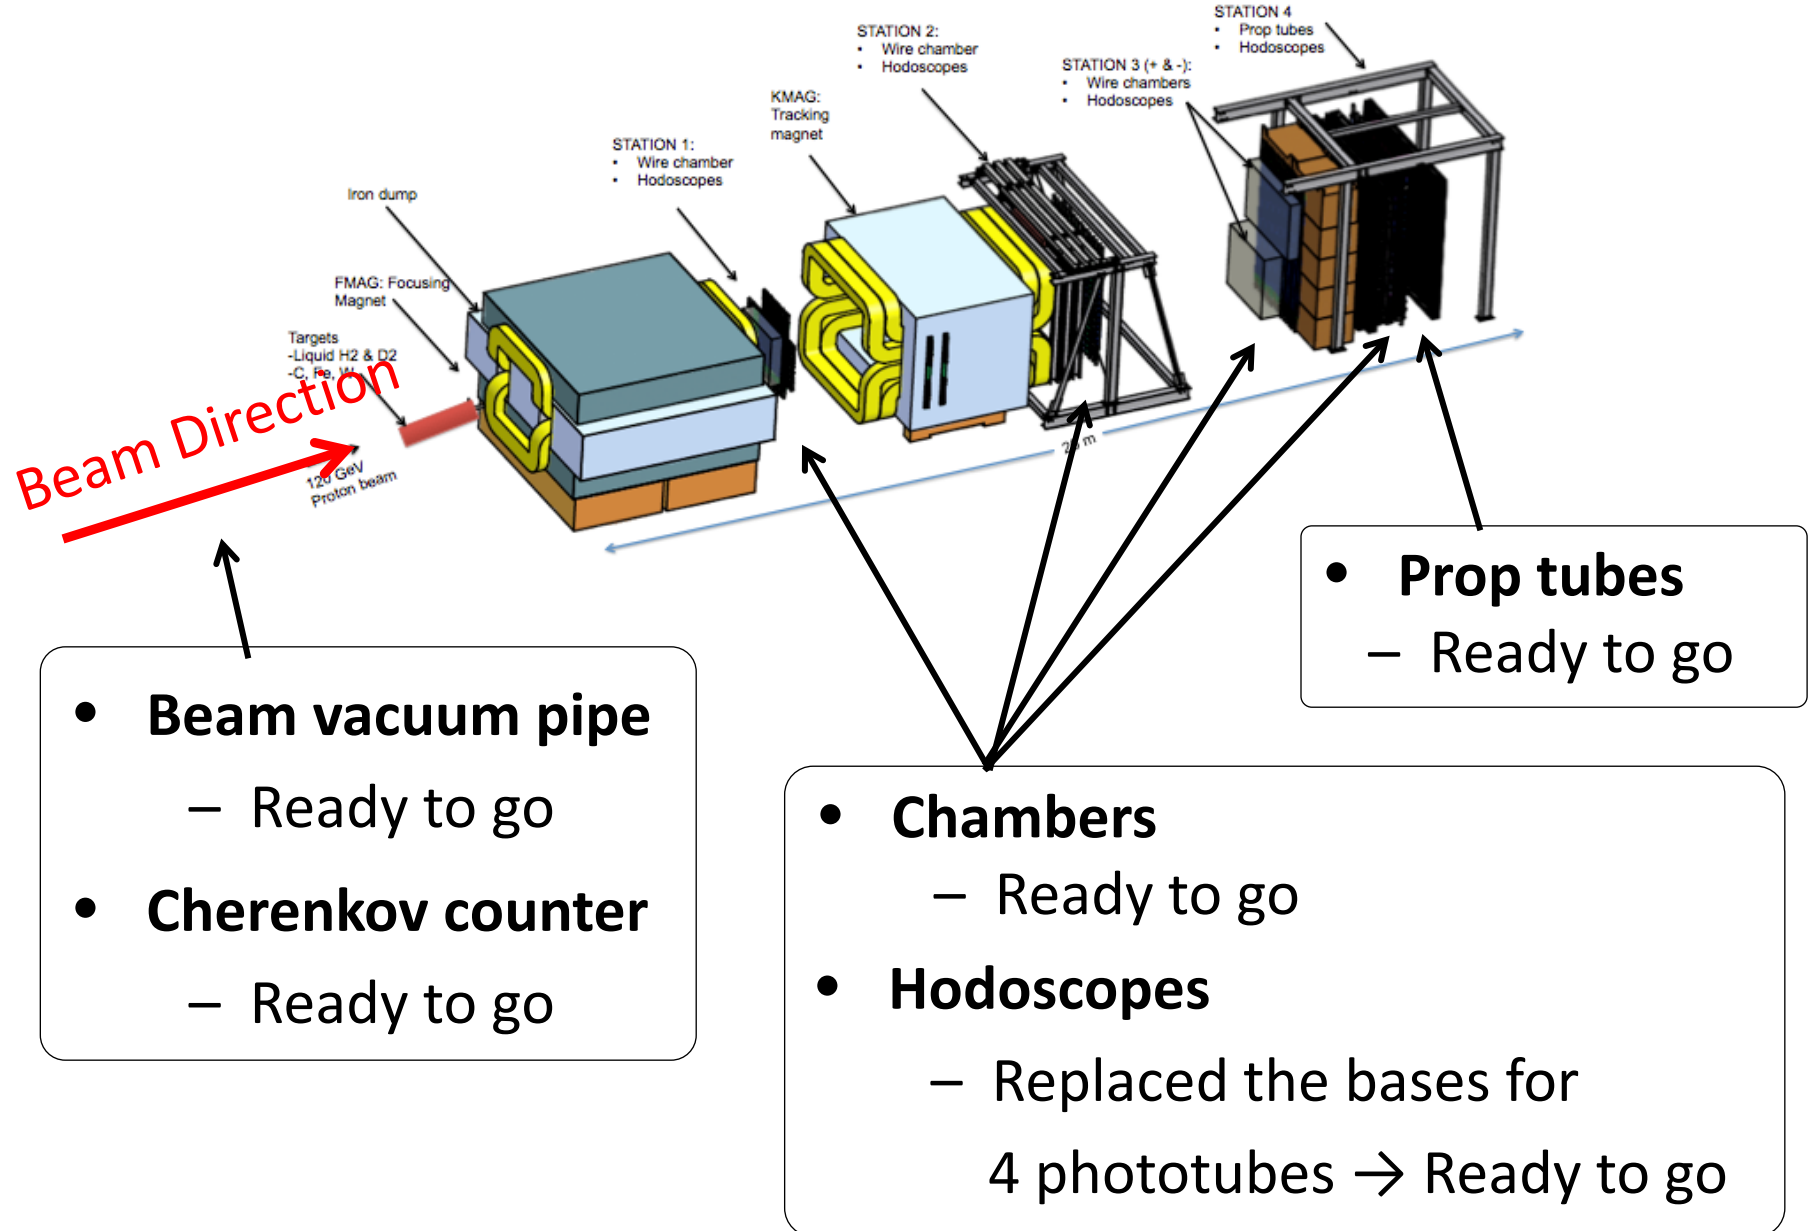 STATION 4
• Prop tubes
• Hodoscopes
STATION 2:
• Wire chamber
• Hodoscopes
STATION 3 (+ & -):
• Wire chambers
• Hodoscopes
KMAG:
Tracking
magnet
STATION 1:
• Wire chamber
• Hodoscopes
Iron dump
FMAG: Focusing
Magnet
Targets
-Liquid H2 & D2
-C, Fe, W
Beam Direction
120 GeV
Proton beam
m
• Prop tubes
– Ready to go
• Beam vacuum pipe
– Ready to go
• Cherenkov counter
– Ready to go
• Chambers
– Ready to go
• Hodoscopes
– Replaced the bases for
4 phototubes → Ready to go